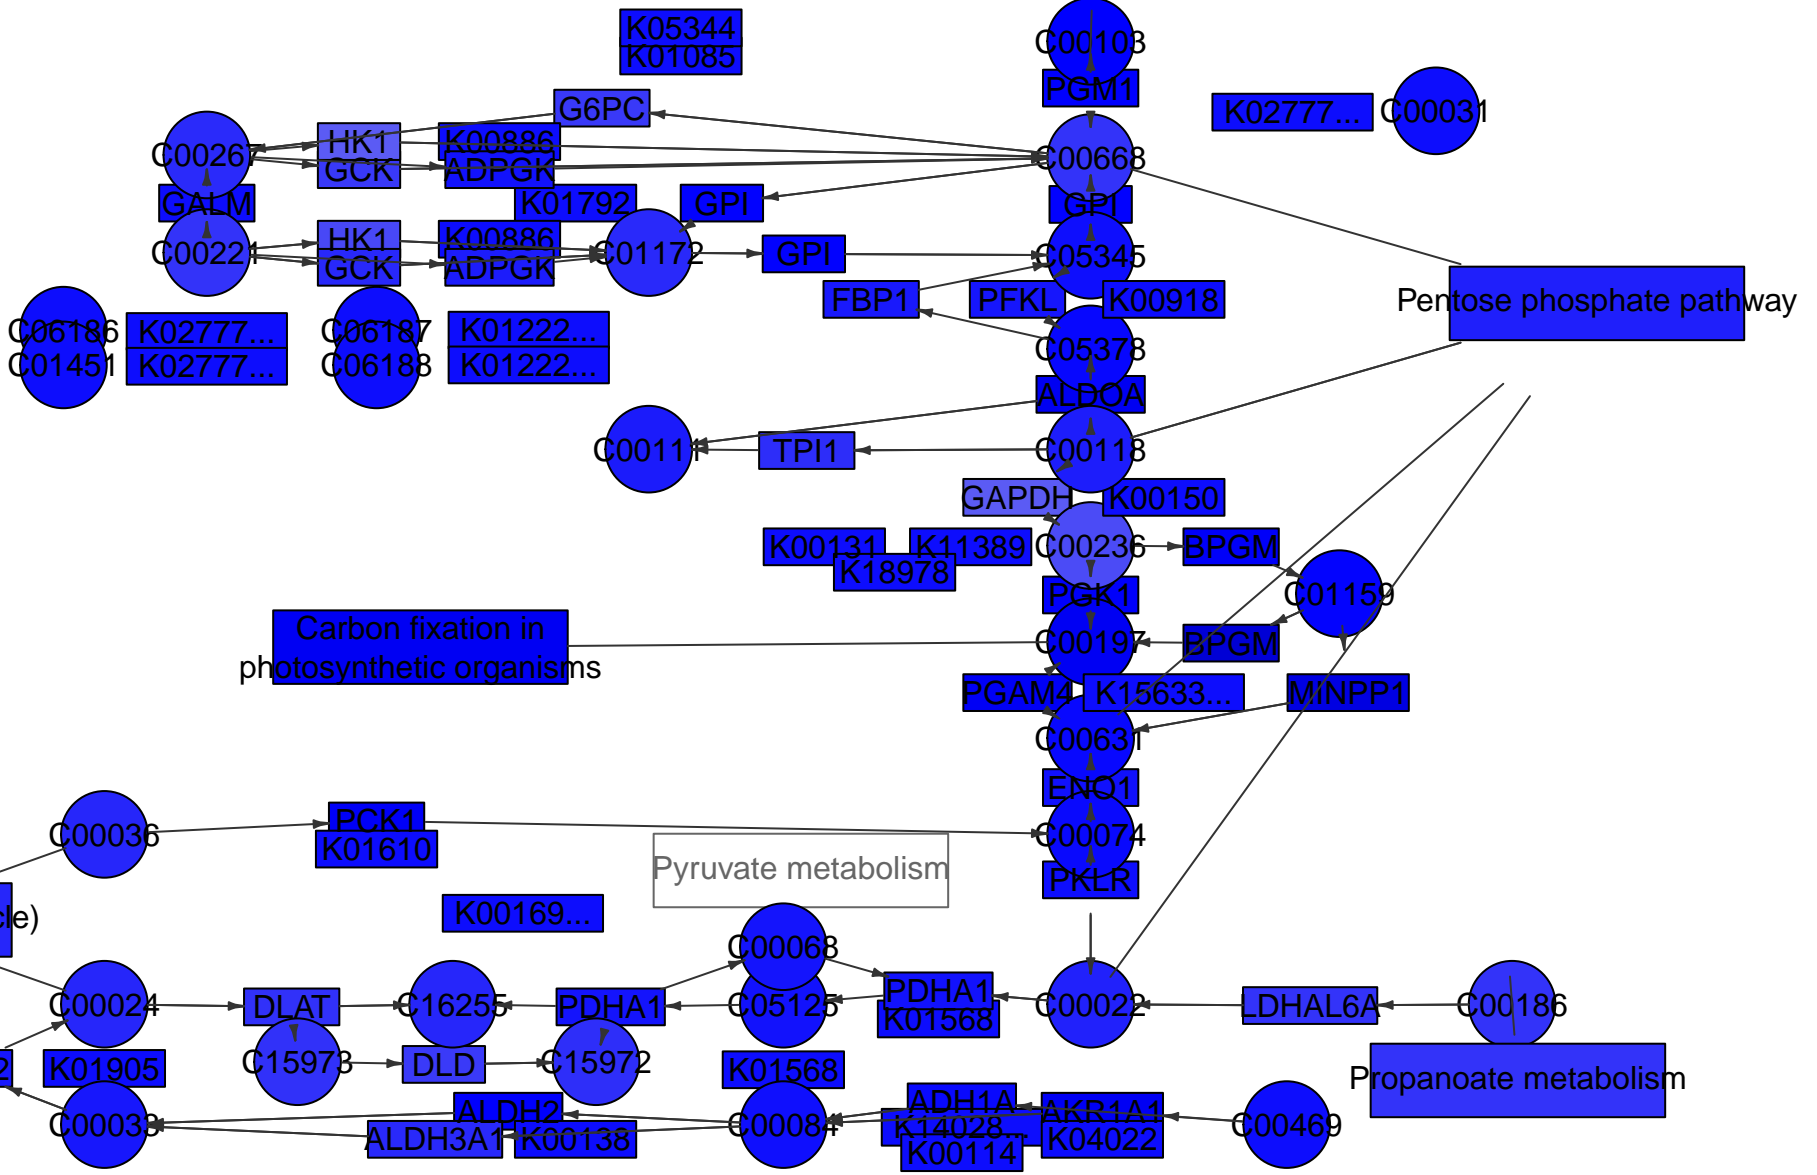 K05344
K01085
C00103
PGM1
K02777...
C00031
G6PC
HK1
K00886
C00267
GCK
ADPGK
C00668
GALM
K01792
GPI
GPI
HK1
K00886
C00221
GCK
ADPGK
C01172
GPI
C05345
FBP1
PFKL
K00918
Pentose phosphate pathway
C06186
K02777...
C06187
K01222...
C01451
K02777...
C06188
K01222...
C05378
ALDOA
C00111
TPI1
C00118
GAPDH
K00150
K00131
K11389
C00236
BPGM
K18978
PGK1
C01159
Carbon fixation in
photosynthetic organisms
C00197
BPGM
PGAM4
K15633...
MINPP1
C00631
ENO1
C00036
PCK1
K01610
C00074
Pyruvate metabolism
PKLR
cle)
K00169...
C00068
C00024
DLAT
C16255
PDHA1
C05125
PDHA1
K01568
C00022
LDHAL6A
C00186
2
K01905
C15973
DLD
C15972
K01568
Propanoate metabolism
C00033
ALDH2
ALDH3A1
K00138
C00084
ADH1A
K14028...
K00114
AKR1A1
K04022
C00469